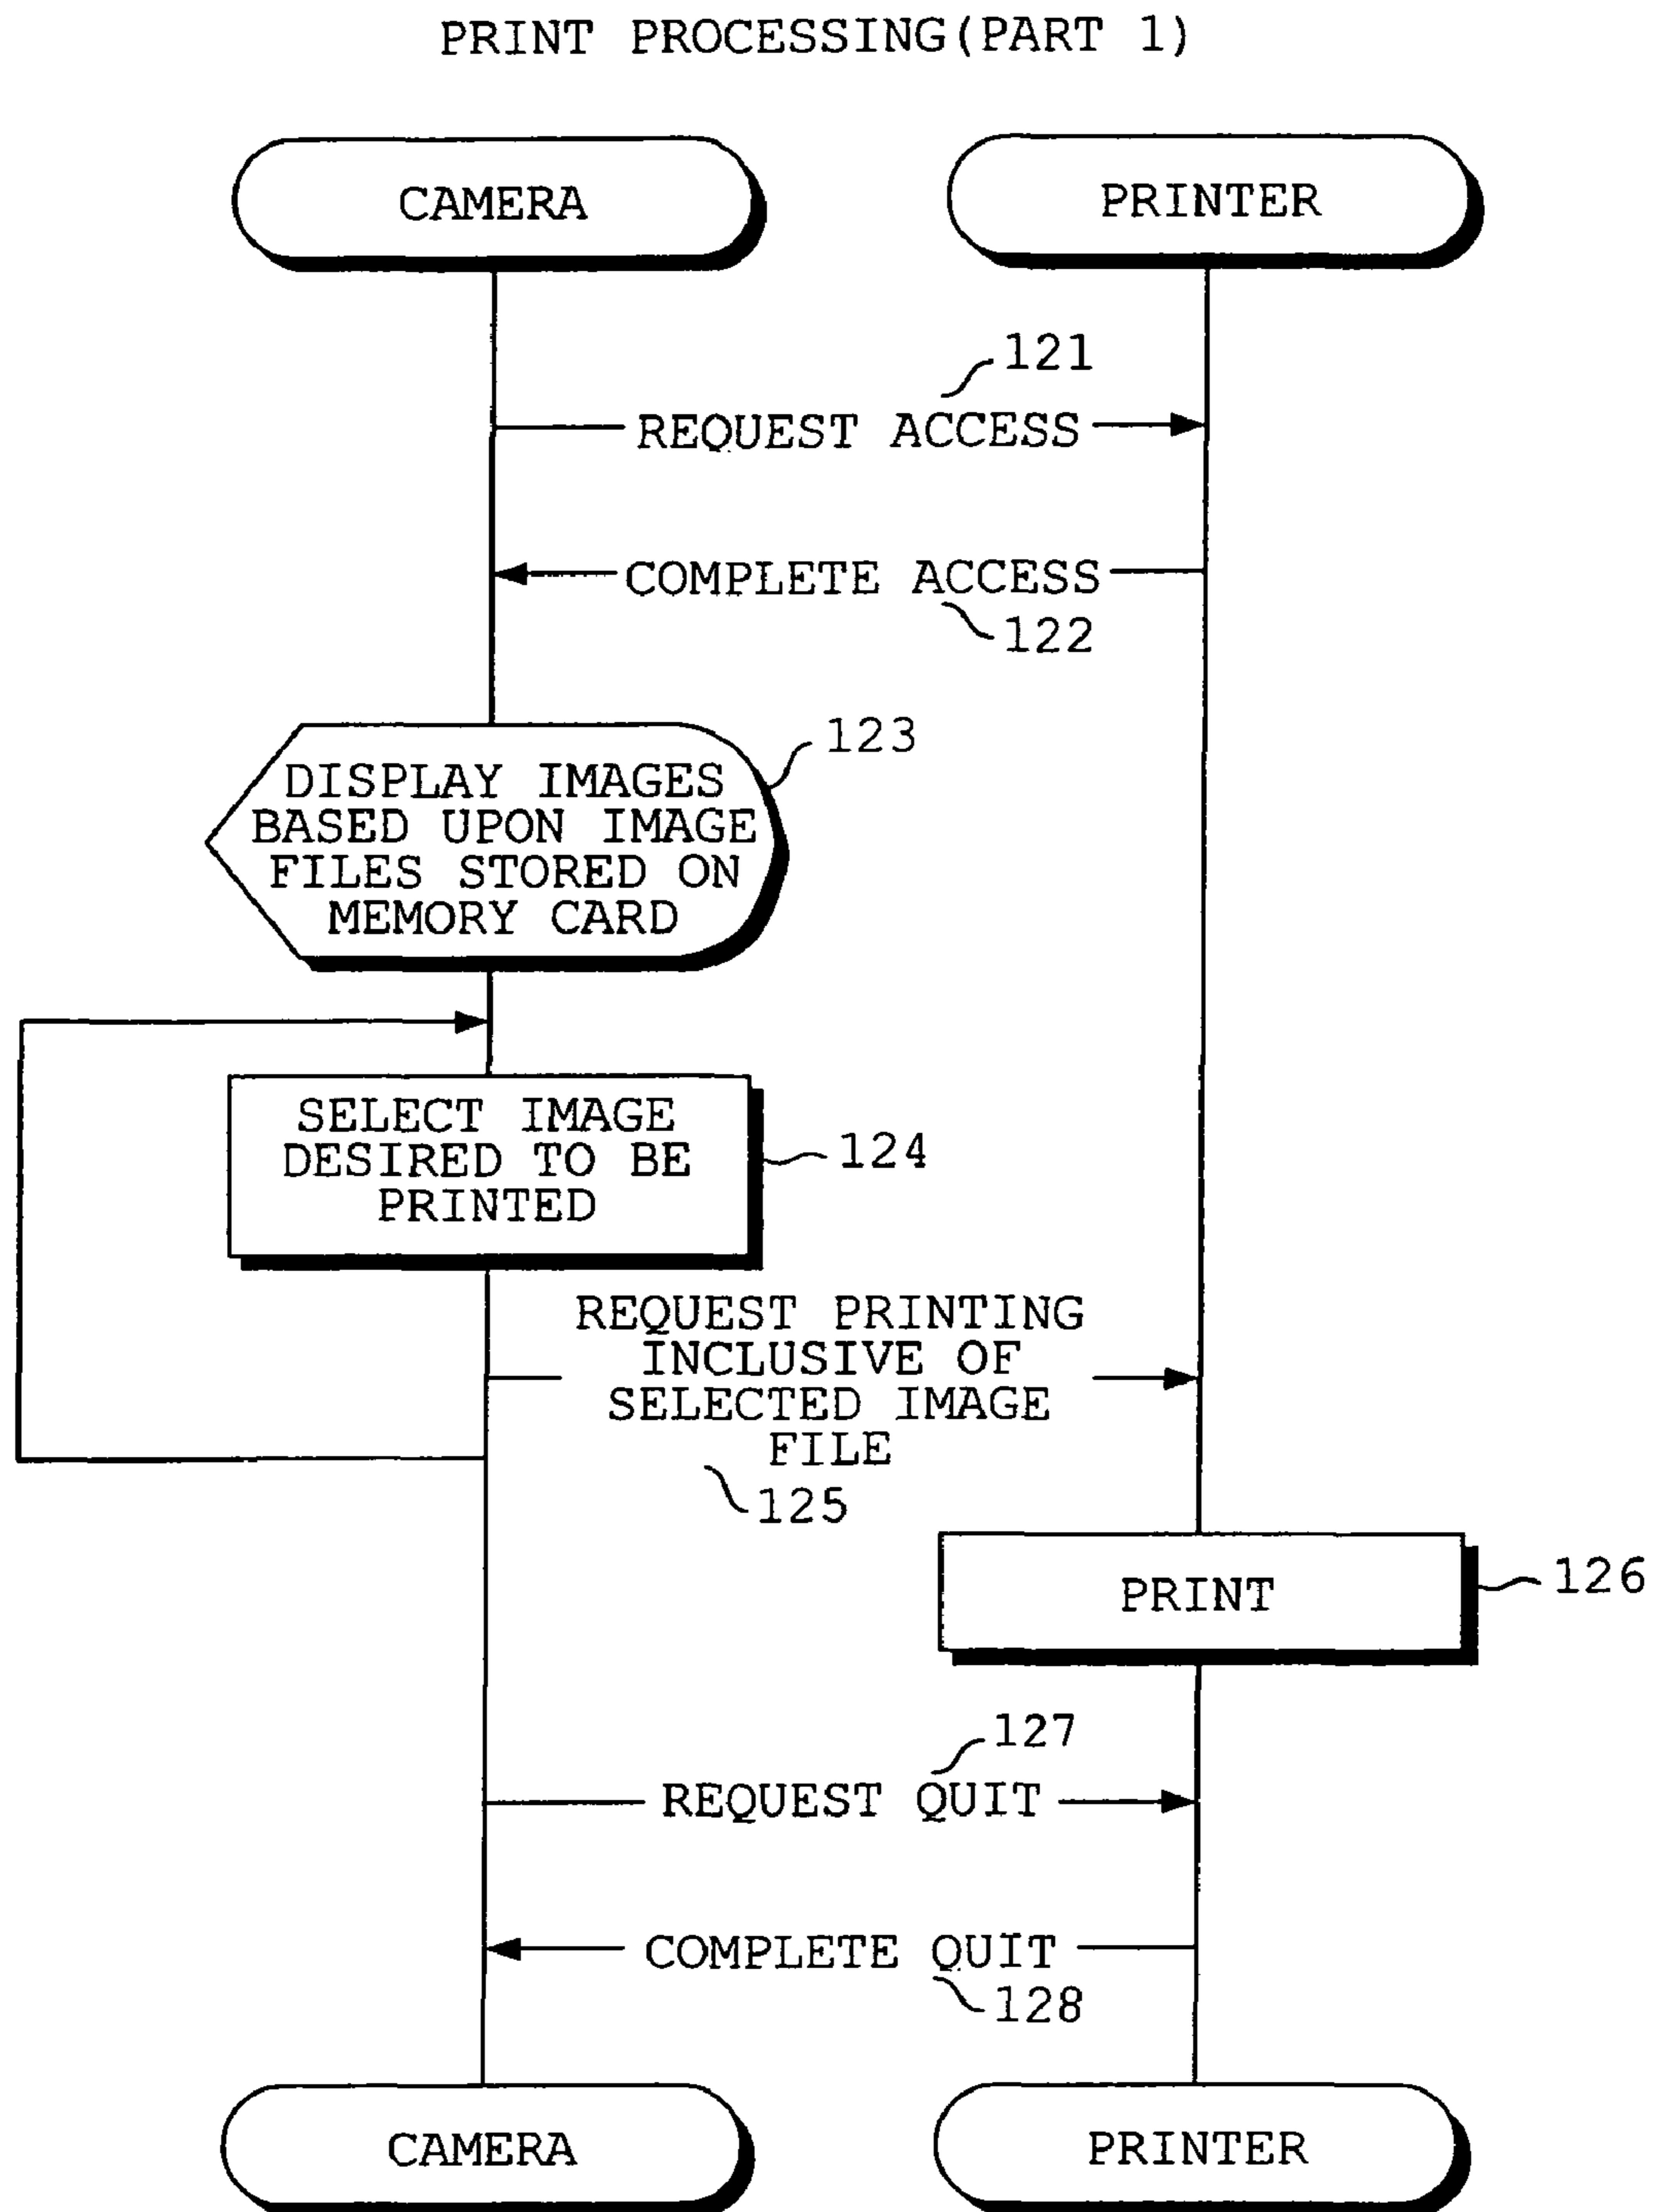 PRINT PROCESSING(PART 1)
CAMERA
PRINTER
121
REQUEST ACCESS
COMPLETE ACCESS
122
123
DISPLAY IMAGES
BASED UPON IMAGE
FILES STORED ON
MEMORY CARD
SELECT IMAGE
DESIRED TO BE
PRINTED
124
REQUEST PRINTING
INCLUSIVE OF
SELECTED IMAGE
FILE
125
PRINT
126
127
REQUEST QUIT
COMPLETE QUIT
128
CAMERA
PRINTER